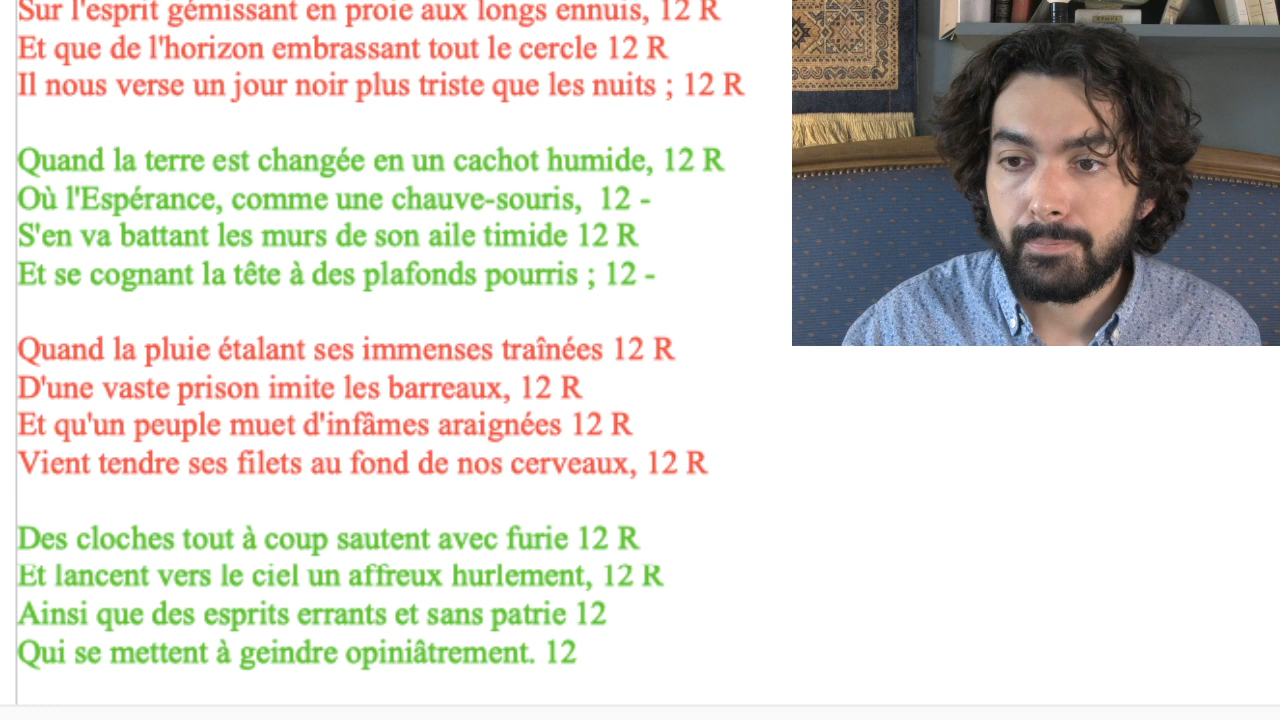 Sur l'esprit gémissant en proie aux longs ennuis, 12 R
Et que de l'horizon embrassant tout le cercle 12 R
Il nous verse un jour noir plus triste que les nuits ; 12 R
Quand la terre est changée en un cachot humide, 12 R
Où l'Espérance, comme une chauve-souris, 12 -
S'en va battant les murs de son aile timide 12 R
Et se cognant la tête à des plafonds pourris ; 12 -
Quand la pluie étalant ses immenses traînées 12 R
D'une vaste prison imite les barreaux, 12 R
Et qu'un peuple muet d'infâmes araignées 12 R
Vient tendre ses filets au fond de nos cerveaux, 12 R
Des cloches tout à coup sautent avec furie 12 R
Et lancent vers le ciel un affreux hurlement, 12 R
Ainsi que des esprits errants et sans patrie 12
Qui se mettent à geindre opiniâtrement. 12